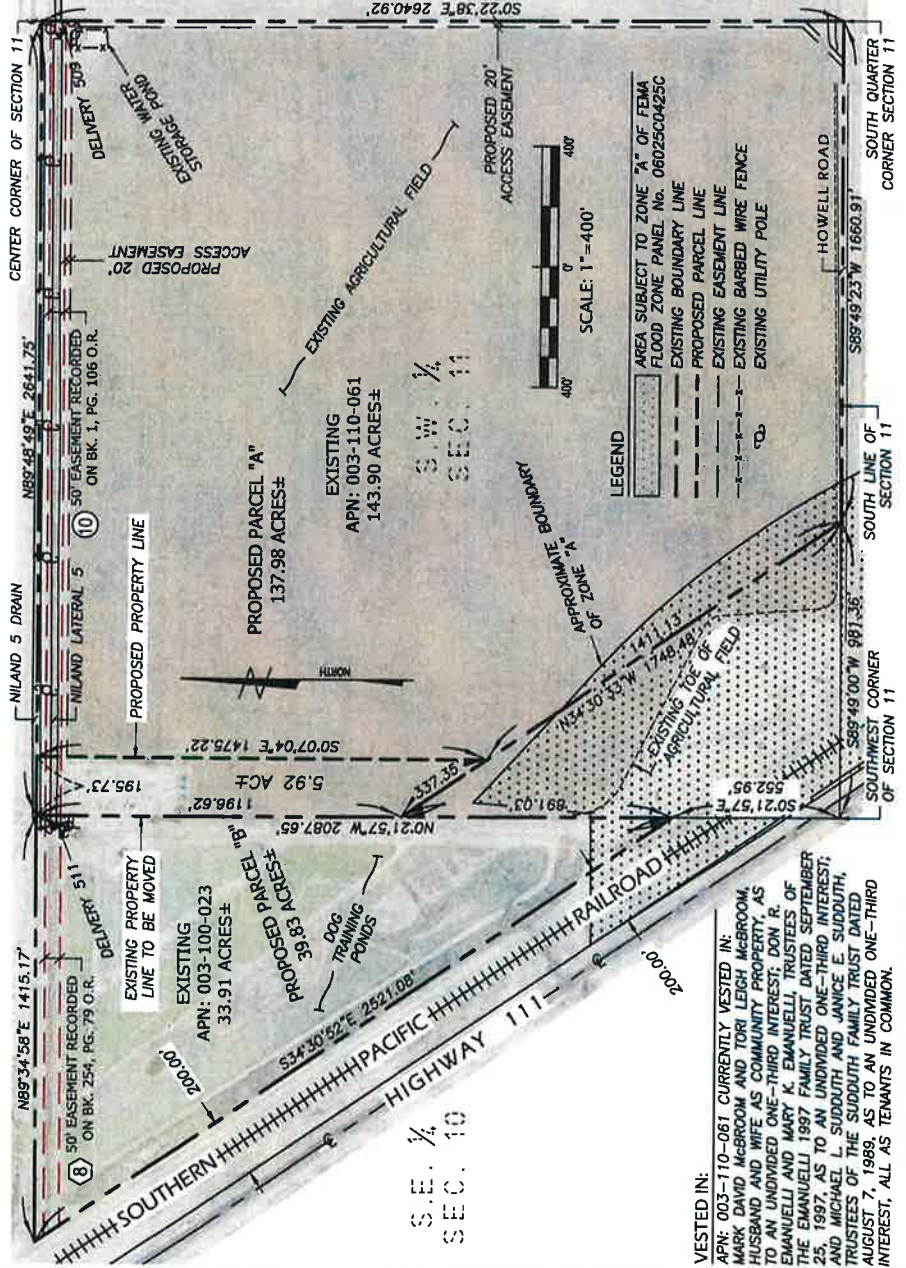 NILAND 5 DRAIN
CENTER CORNER OF SECTION 11
N89°34'58"E 1415.17'
N89°48'49"E 2641.75'
8
50' EASEMENT RECORDED
ON BK. 254, PG. 79 O.R.
DELIVERY 511
NILAND LATERAL 5
10
50' EASEMENT RECORDED
ON BK. 1, PG. 106 O.R.
PROPOSED 20'
ACCESS EASEMENT
DELIVERY 509
EXISTING WATER
STORAGE POND
S0°22'38"E 2640.92'
EXISTING PROPERTY
LINE TO BE MOVED
PROPOSED PROPERTY LINE
195.73'
5.92 AC±
1196.62'
N0°21'57"W 2087.65'
S0°07'04"E 1475.22'
337.35'
891.03'
EXISTING
APN: 003-100-023
33.91 ACRES±
PROPOSED PARCEL "B"
39.83 ACRES±
DOG
TRAINING
PONDS
200.00'
S34°30'52"E 2521.08'
SOUTHERN PACIFIC RAILROAD
HIGHWAY 111
200.00'
S.E. ¼
SEC. 10
NORTH
PROPOSED PARCEL "A"
137.98 ACRES±
EXISTING
APN: 003-110-061
143.90 ACRES±
EXISTING AGRICULTURAL FIELD
S.W. ¼
SEC. 11
PROPOSED 20'
ACCESS EASEMENT
APPROXIMATE BOUNDARY
OF ZONE "A"
1411.13'
N34°30'33"W 1748.48'
EXISTING TOE OF
AGRICULTURAL FIELD
S0°21'57"E
552.95'
400' 0' 400'
SCALE: 1"=400'
LEGEND
AREA SUBJECT TO ZONE "A" OF FEMA
FLOOD ZONE PANEL No. 06025C0425C
EXISTING BOUNDARY LINE
PROPOSED PARCEL LINE
EXISTING EASEMENT LINE
EXISTING BARBED WIRE FENCE
EXISTING UTILITY POLE
HOWELL ROAD
S89°49'00"W 981.36'
S89°49'23"W 1660.91'
SOUTHWEST CORNER
OF SECTION 11
SOUTH LINE OF
SECTION 11
SOUTH QUARTER
CORNER SECTION 11
VESTED IN:
APN: 003-110-061 CURRENTLY VESTED IN:
MARK DAVID McBROOM AND TORI LEIGH McBROOM,
HUSBAND AND WIFE AS COMMUNITY PROPERTY, AS
TO AN UNDIVIDED ONE-THIRD INTEREST; DON R.
EMANUELLI AND MARY K. EMANUELLI, TRUSTEES OF
THE EMANUELLI 1997 FAMILY TRUST DATED SEPTEMBER
25, 1997, AS TO AN UNDIVIDED ONE-THIRD INTEREST;
AND MICHAEL L. SUDDUTH AND JANICE E. SUDDUTH,
TRUSTEES OF THE SUDDUTH FAMILY TRUST DATED
AUGUST 7, 1989, AS TO AN UNDIVIDED ONE-THIRD
INTEREST, ALL AS TENANTS IN COMMON.